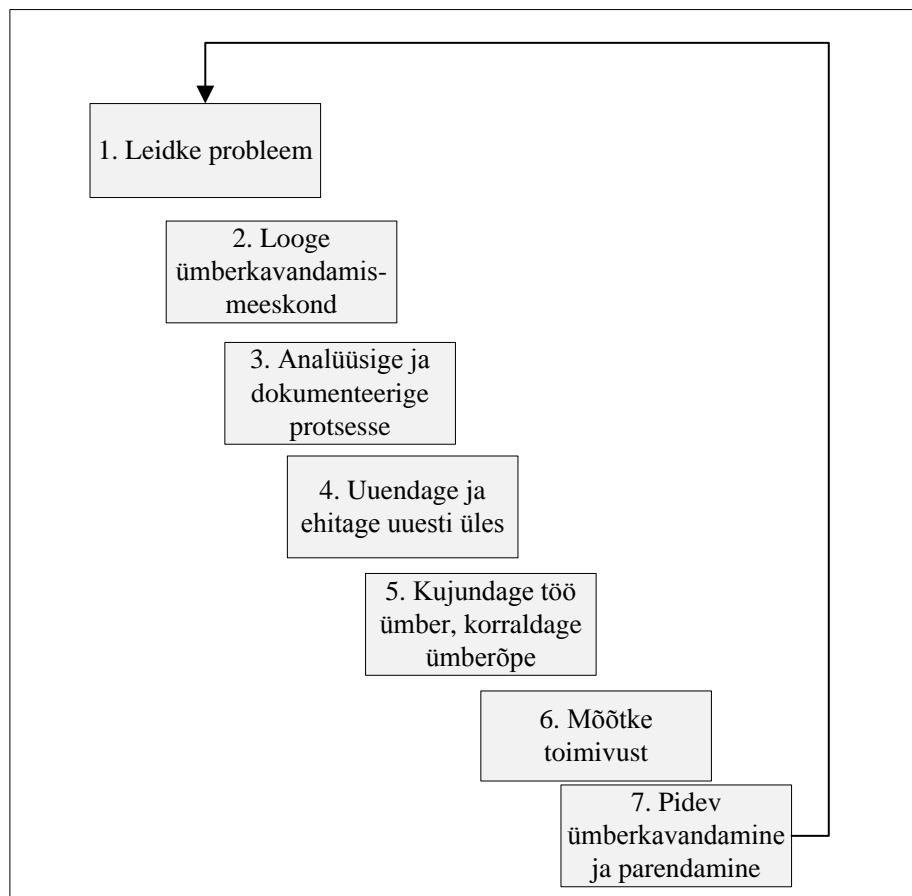 1. Leidke probleem
2. Looge
ümberkavandamis-
meeskond
3. Analüüsige ja
dokumenteerige
protsesse
4. Uuendage ja
ehitage uuesti üles
5. Kujundage töö
ümber, korraldage
ümberõpe
6. Mõõtke
toimivust
7. Pidev
ümberkavandamine
ja parendamine